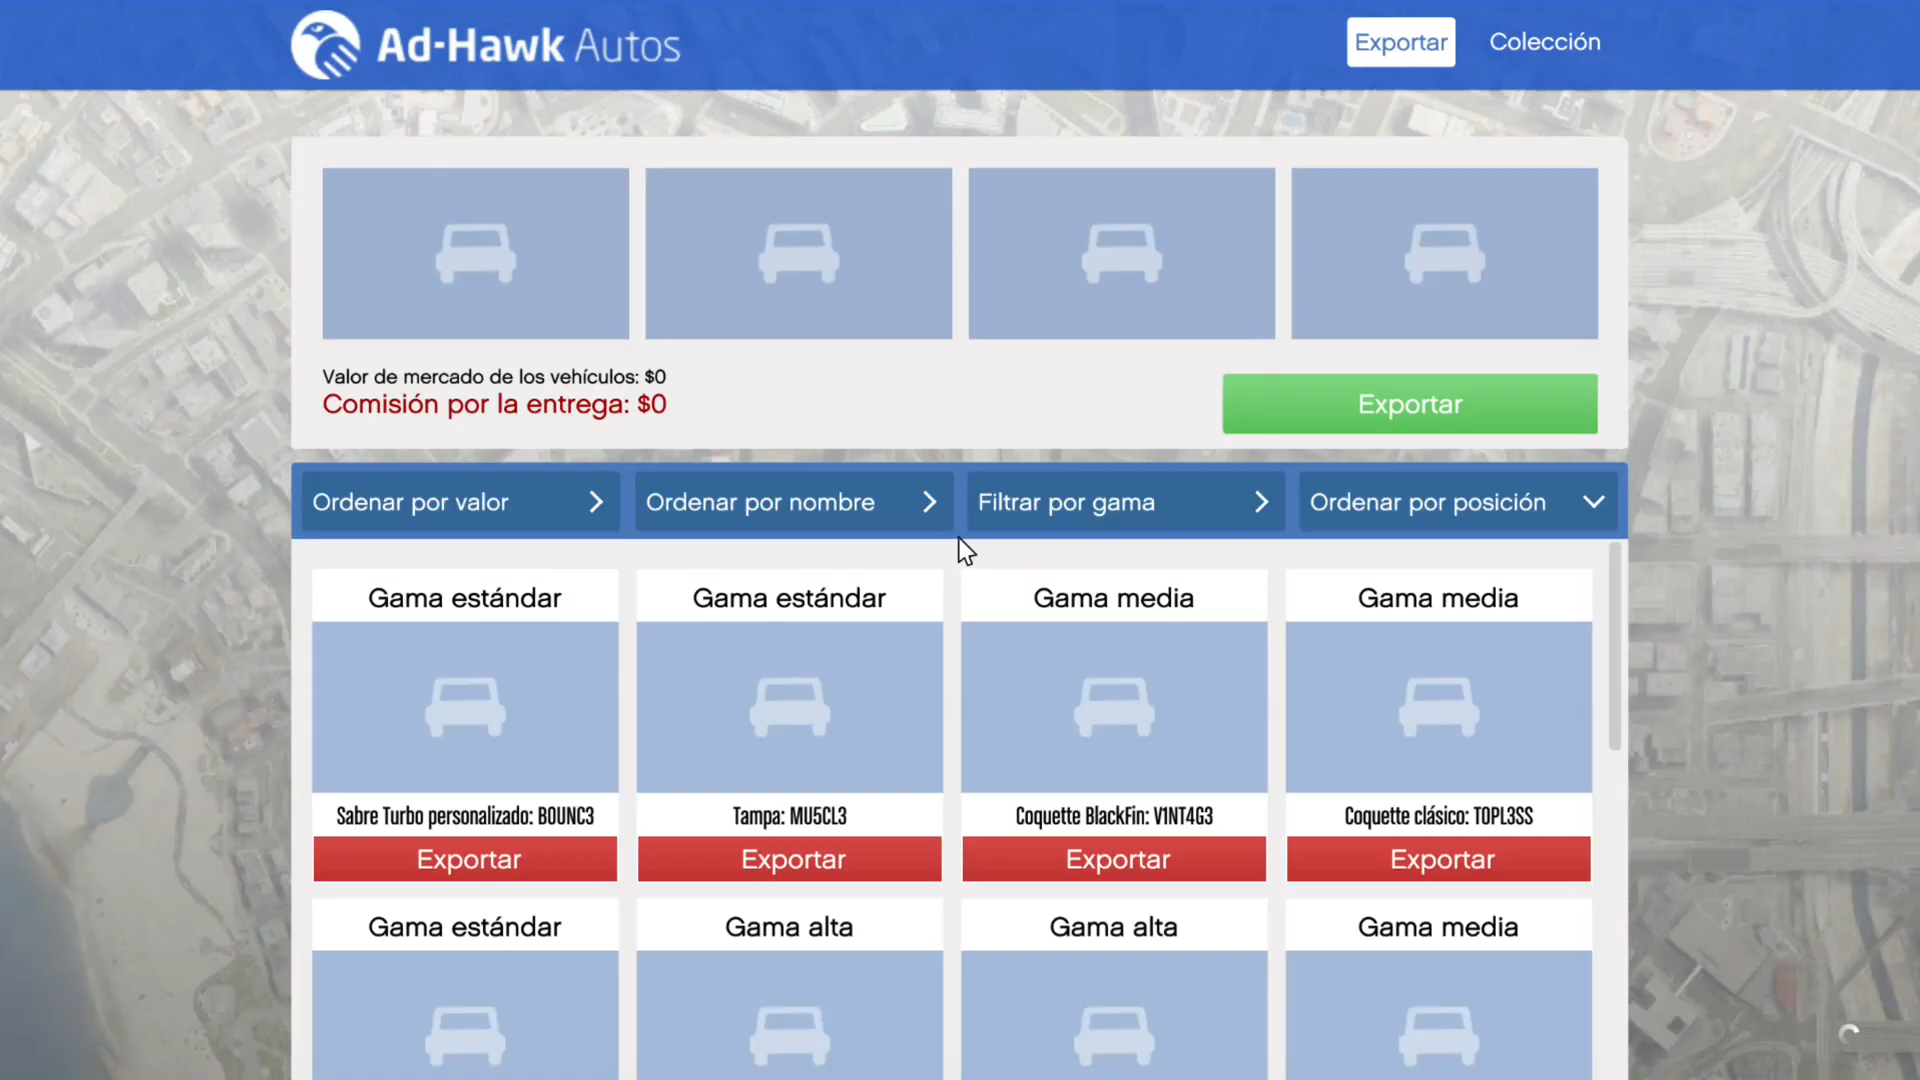 Ad-Hawk Autos
Exportar
Colección
Valor de mercado de los vehículos: $0
Comisión por la entrega: $0
Exportar
Ordenar por valor
Ordenar por nombre
Filtrar por gama
Ordenar por posición
Gama estándar
Gama estándar
Gama media
Gama media
Sabre Turbo personalizado: B0UNC3
Tampa: MU5CL3
Coquette BlackFin: V1NT4G3
Coquette clásico: T0PL3SS
Exportar
Exportar
Exportar
Exportar
Gama estándar
Gama alta
Gama alta
Gama media